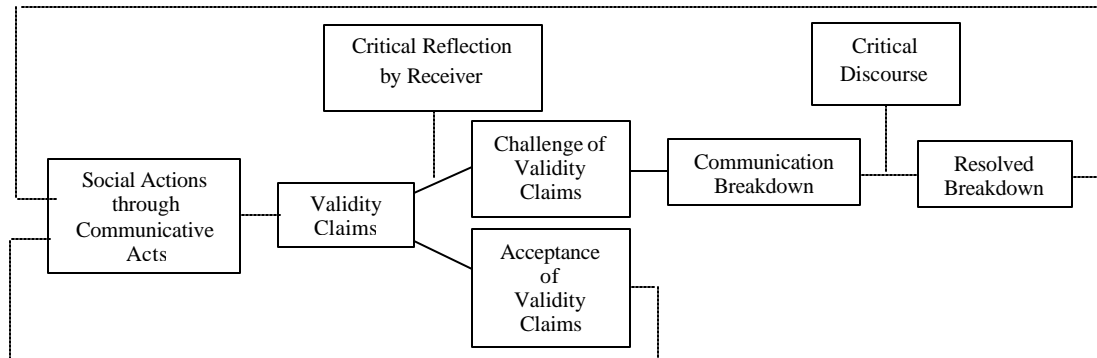 Critical Reflection
by Receiver
Critical
Discourse
Social Actions
through
Communicative
Acts
Validity
Claims
Challenge of
Validity
Claims
Communication
Breakdown
Resolved
Breakdown
Acceptance
of
Validity
Claims